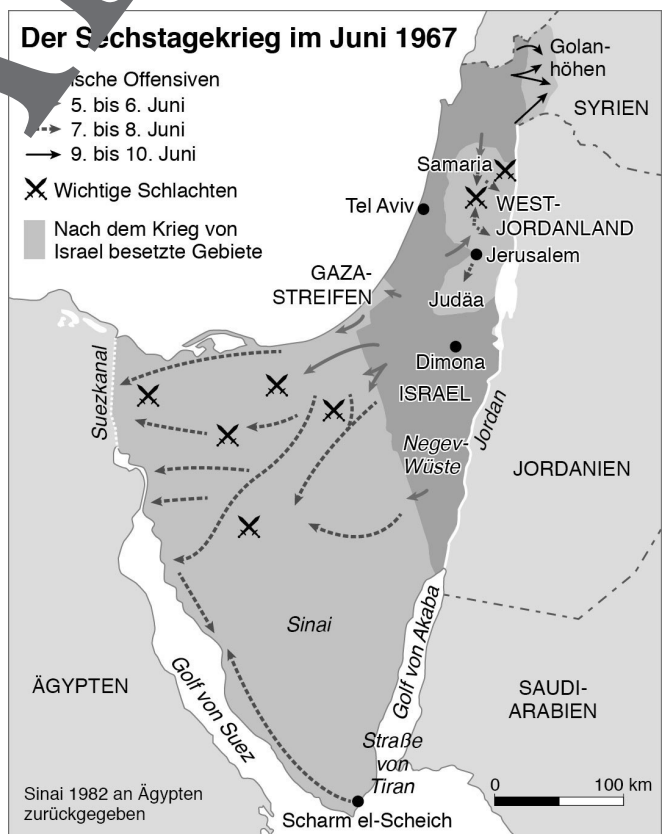 Der Sechstagekrieg im Juni 1967
Offensiven
5. bis 6. Juni
7. bis 8. Juni
9. bis 10. Juni
Wichtige Schlachten
Nach dem Krieg von
Israel besetzte Gebiete
Golan-
höhen
SYRIEN
Samaria
Tel Aviv
WEST-
JORDANLAND
Jerusalem
GAZA-
STREIFEN
Judäa
Dimona
ISRAEL
Suezkanal
Jordan
Negev-
Wüste
JORDANIEN
Sinai
Golf von Akaba
ÄGYPTEN
Golf von Suez
SAUDI-
ARABIEN
Straße
von
Tiran
0 100 km
Sinai 1982 an Ägypten
zurückgegeben
Scharm el-Scheich